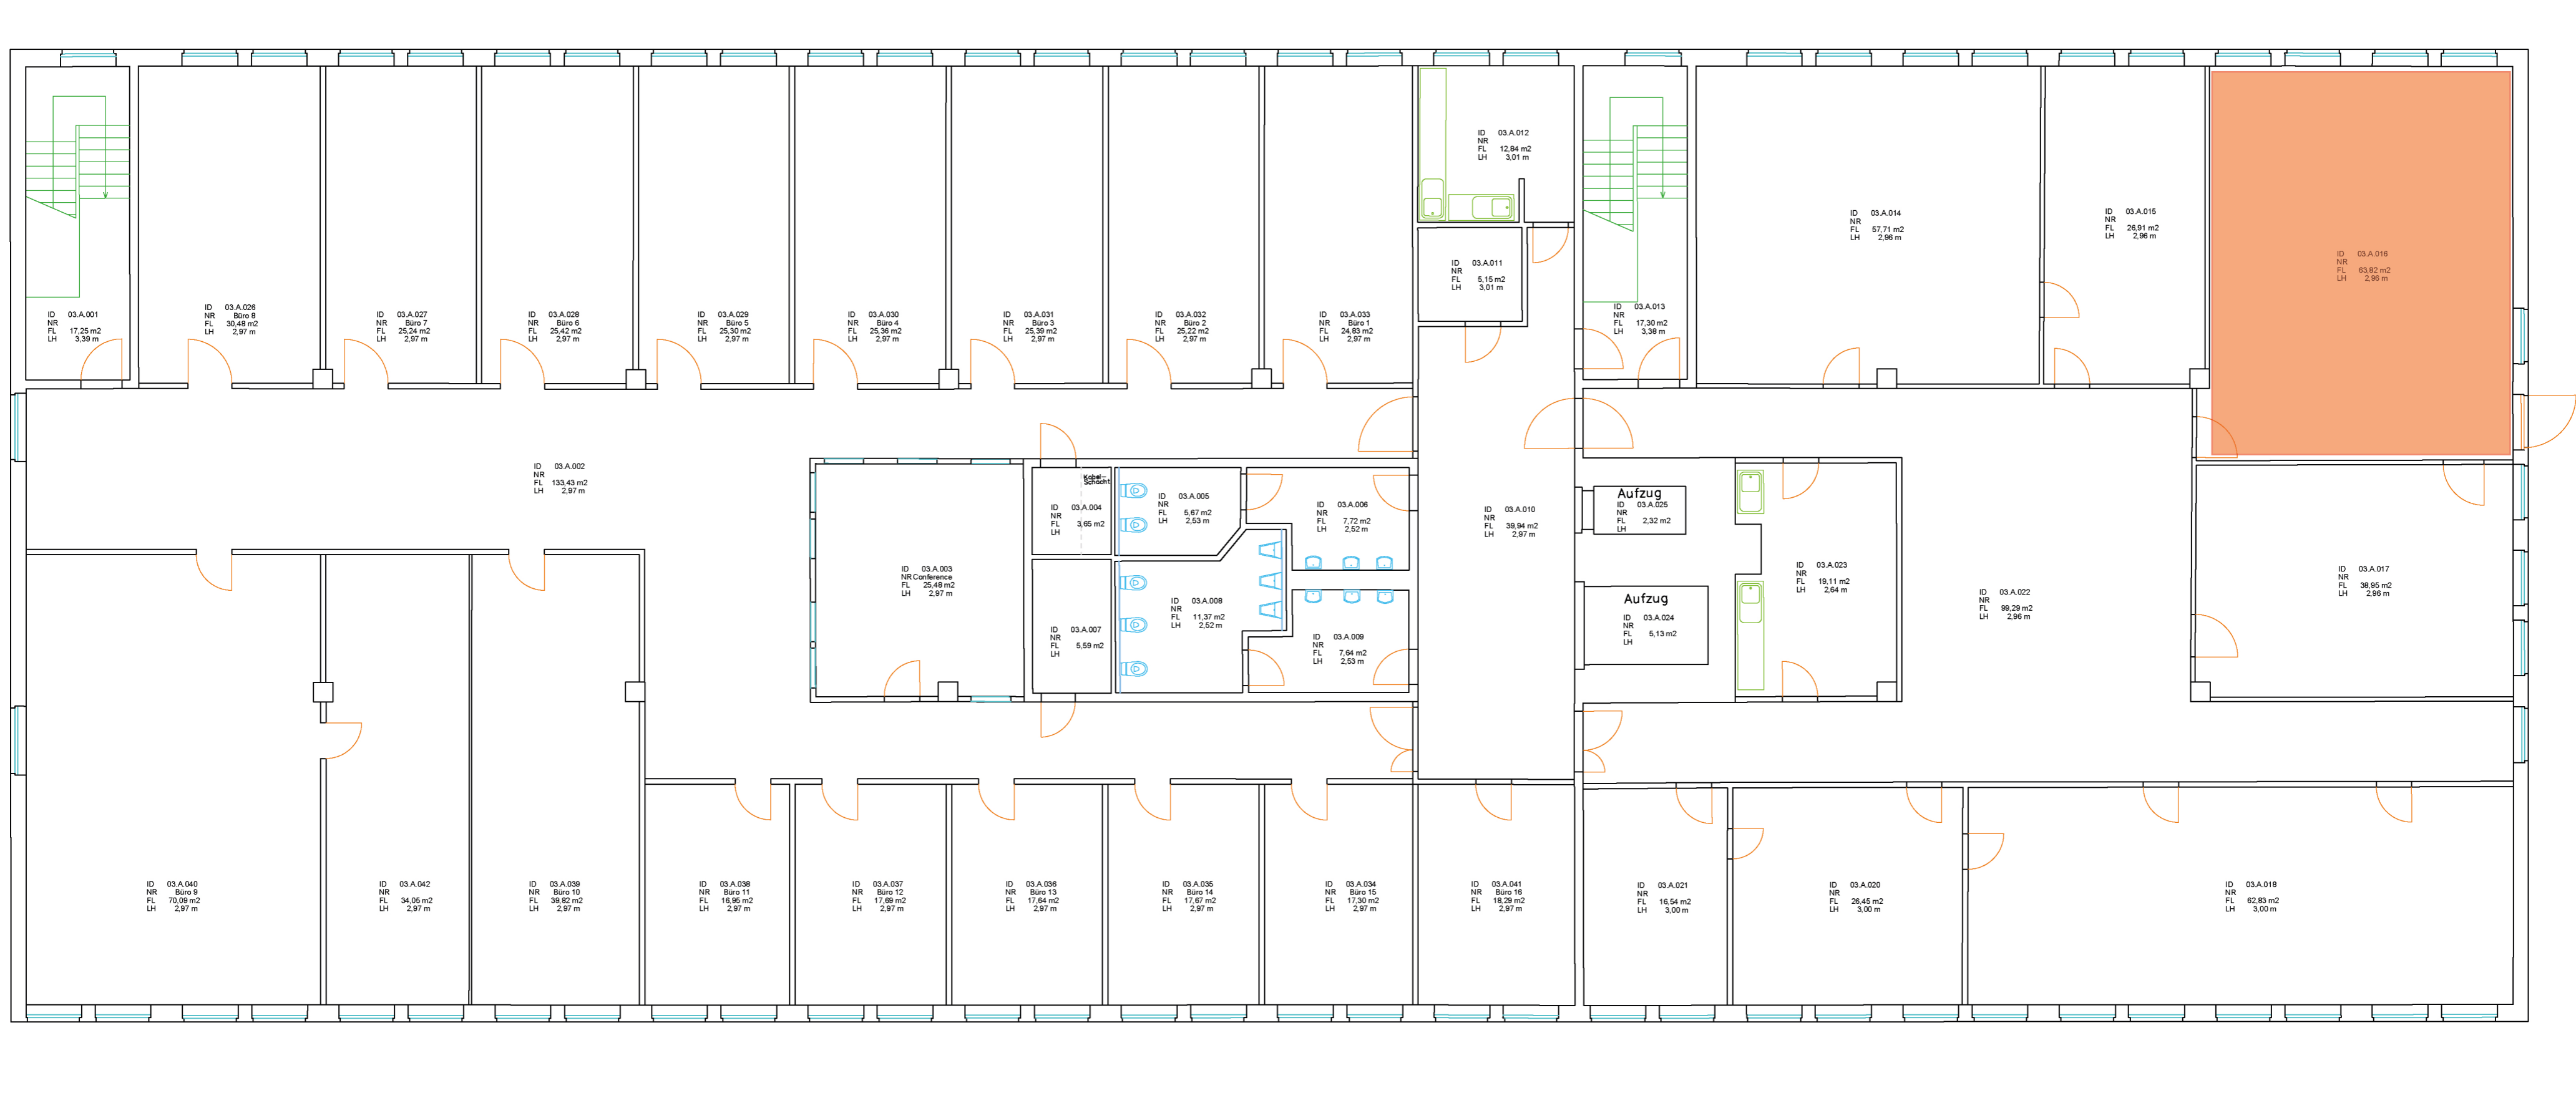 ID 03.A.001
NR
FL 17,25 m2
LH 3,39 m
ID 03.A.026
NR Büro 8
FL 30,48 m2
LH 2,97 m
ID 03.A.027
NR Büro 7
FL 25,24 m2
LH 2,97 m
ID 03.A.028
NR Büro 6
FL 25,42 m2
LH 2,97 m
ID 03.A.029
NR Büro 5
FL 25,30 m2
LH 2,97 m
ID 03.A.030
NR Büro 4
FL 25,36 m2
LH 2,97 m
ID 03.A.031
NR Büro 3
FL 25,39 m2
LH 2,97 m
ID 03.A.032
NR Büro 2
FL 25,22 m2
LH 2,97 m
ID 03.A.033
NR Büro 1
FL 24,83 m2
LH 2,97 m
ID 03.A.012
NR
FL 12,84 m2
LH 3,01 m
ID 03.A.011
NR
FL 5,15 m2
LH 3,01 m
ID 03.A.013
NR
FL 17,30 m2
LH 3,38 m
ID 03.A.014
NR
FL 57,71 m2
LH 2,96 m
ID 03.A.015
NR
FL 26,91 m2
LH 2,96 m
ID 03.A.016
NR
FL 63,82 m2
LH 2,96 m
ID 03.A.002
NR
FL 133,43 m2
LH 2,97 m
ID 03.A.003
NR Conference
FL 25,48 m2
LH 2,97 m
Kabel-
Schacht
ID 03.A.004
NR
FL 3,65 m2
LH
ID 03.A.005
NR
FL 5,67 m2
LH 2,53 m
ID 03.A.006
NR
FL 7,72 m2
LH 2,52 m
ID 03.A.007
NR
FL 5,59 m2
LH
ID 03.A.008
NR
FL 11,37 m2
LH 2,52 m
ID 03.A.009
NR
FL 7,64 m2
LH 2,53 m
ID 03.A.010
NR
FL 39,94 m2
LH 2,97 m
Aufzug
ID 03.A.025
NR
FL 2,32 m2
LH
Aufzug
ID 03.A.024
NR
FL 5,13 m2
LH
ID 03.A.023
NR
FL 19,11 m2
LH 2,64 m
ID 03.A.022
NR
FL 99,29 m2
LH 2,96 m
ID 03.A.017
NR
FL 38,95 m2
LH 2,96 m
ID 03.A.040
NR Büro 9
FL 70,09 m2
LH 2,97 m
ID 03.A.042
NR
FL 34,05 m2
LH 2,97 m
ID 03.A.039
NR Büro 10
FL 39,82 m2
LH 2,97 m
ID 03.A.038
NR Büro 11
FL 16,95 m2
LH 2,97 m
ID 03.A.037
NR Büro 12
FL 17,69 m2
LH 2,97 m
ID 03.A.036
NR Büro 13
FL 17,64 m2
LH 2,97 m
ID 03.A.035
NR Büro 14
FL 17,67 m2
LH 2,97 m
ID 03.A.034
NR Büro 15
FL 17,30 m2
LH 2,97 m
ID 03.A.041
NR Büro 16
FL 18,29 m2
LH 2,97 m
ID 03.A.021
NR
FL 16,54 m2
LH 3,00 m
ID 03.A.020
NR
FL 26,45 m2
LH 3,00 m
ID 03.A.018
NR
FL 62,83 m2
LH 3,00 m